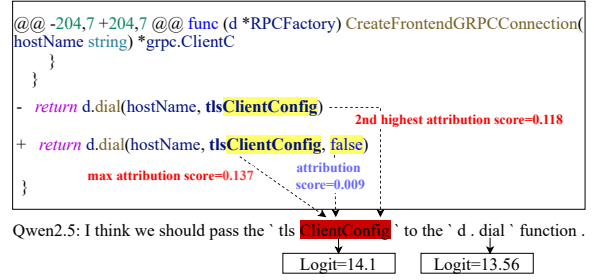 @@ -204,7 +204,7 @@ func (d *RPCFactory) CreateFrontendGRPCConnection(
hostName string) *grpc.ClientC
}
}
- return d.dial(hostName, tlsClientConfig)
2nd highest attribution score=0.118
+ return d.dial(hostName, tlsClientConfig, false)
max attribution score=0.137
attribution
score=0.009
}
Qwen2.5: I think we should pass the ` tls ClientConfig ` to the ` d . dial ` function .
Logit=14.1
Logit=13.56